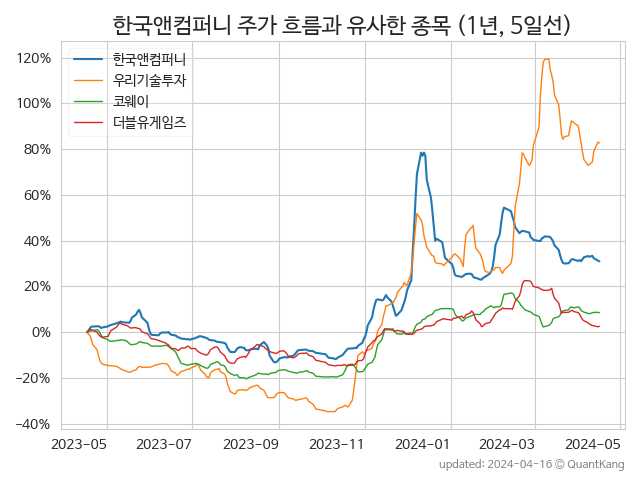 한국앤컴퍼니 주가 흐름과 유사한 종목 (1년, 5일선)
한국앤컴퍼니
우리기술투자
코웨이
더블유게임즈
120%
100%
80%
60%
40%
20%
0%
−20%
−40%
2023-05 2023-07 2023-09 2023-11 2024-01 2024-03 2024-05
updated: 2024-04-16 © QuantKang